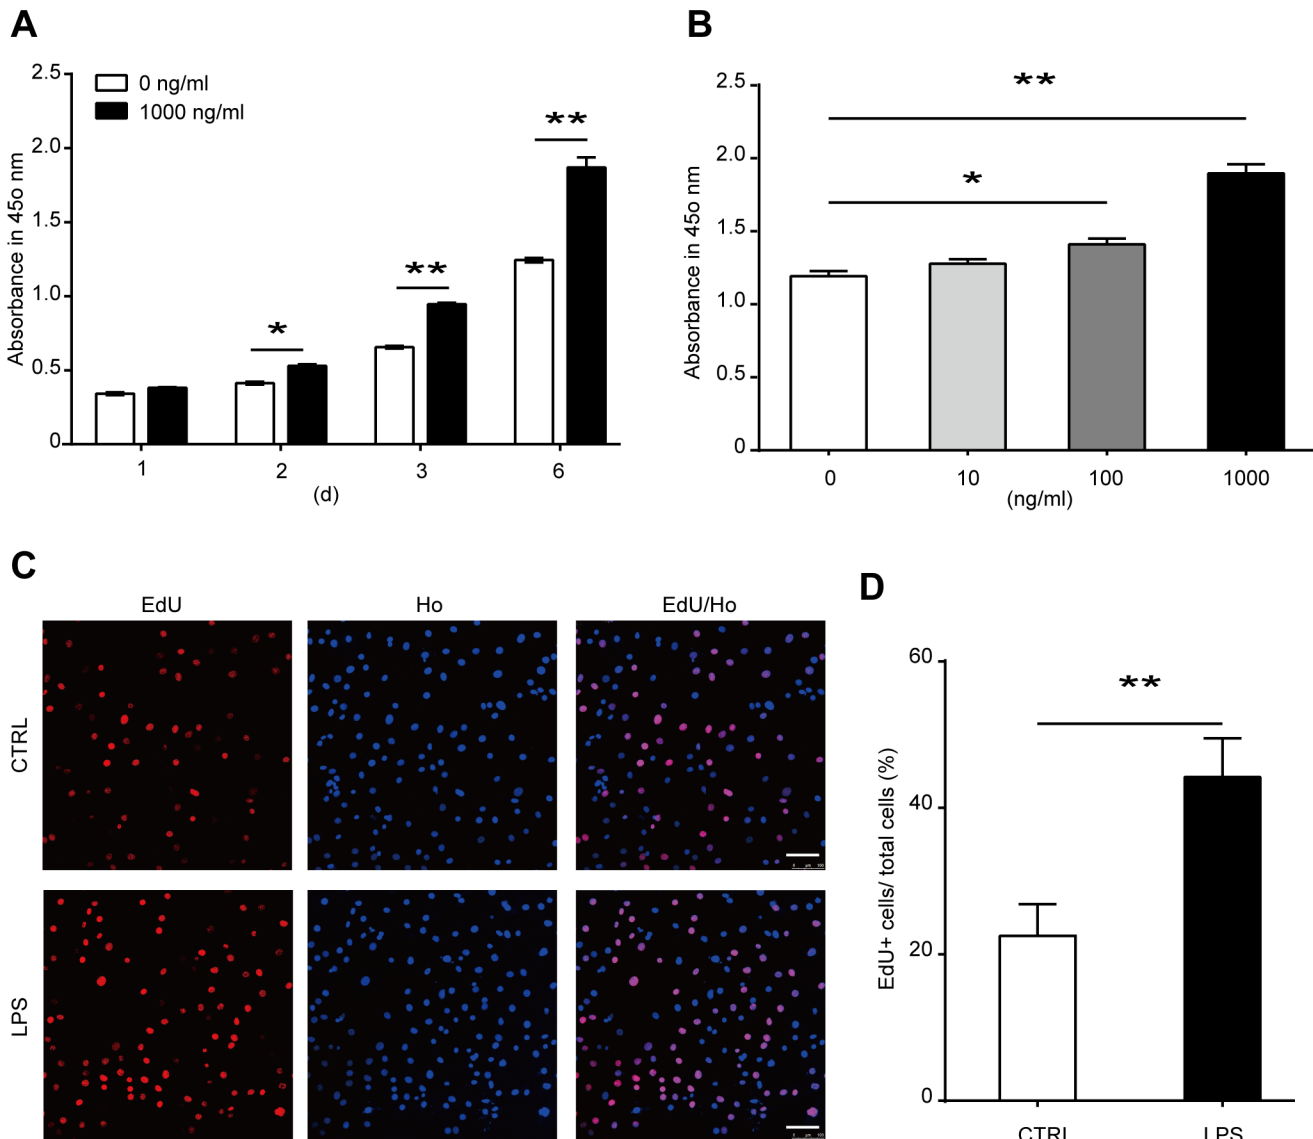 A
2.5
2.0
1.5
1.0
0.5
0
Absorbance in 45o nm
0 ng/ml
1000 ng/ml
*
**
**
1 2 3 6
(d)
B
2.5
2.0
1.5
1.0
0.5
0
Absorbance in 45o nm
**
*
0 10 100 1000
(ng/ml)
C
EdU Ho EdU/Ho
CTRL
LPS
D
60
40
20
0
EdU+ cells/ total cells (%)
**
CTRL LPS